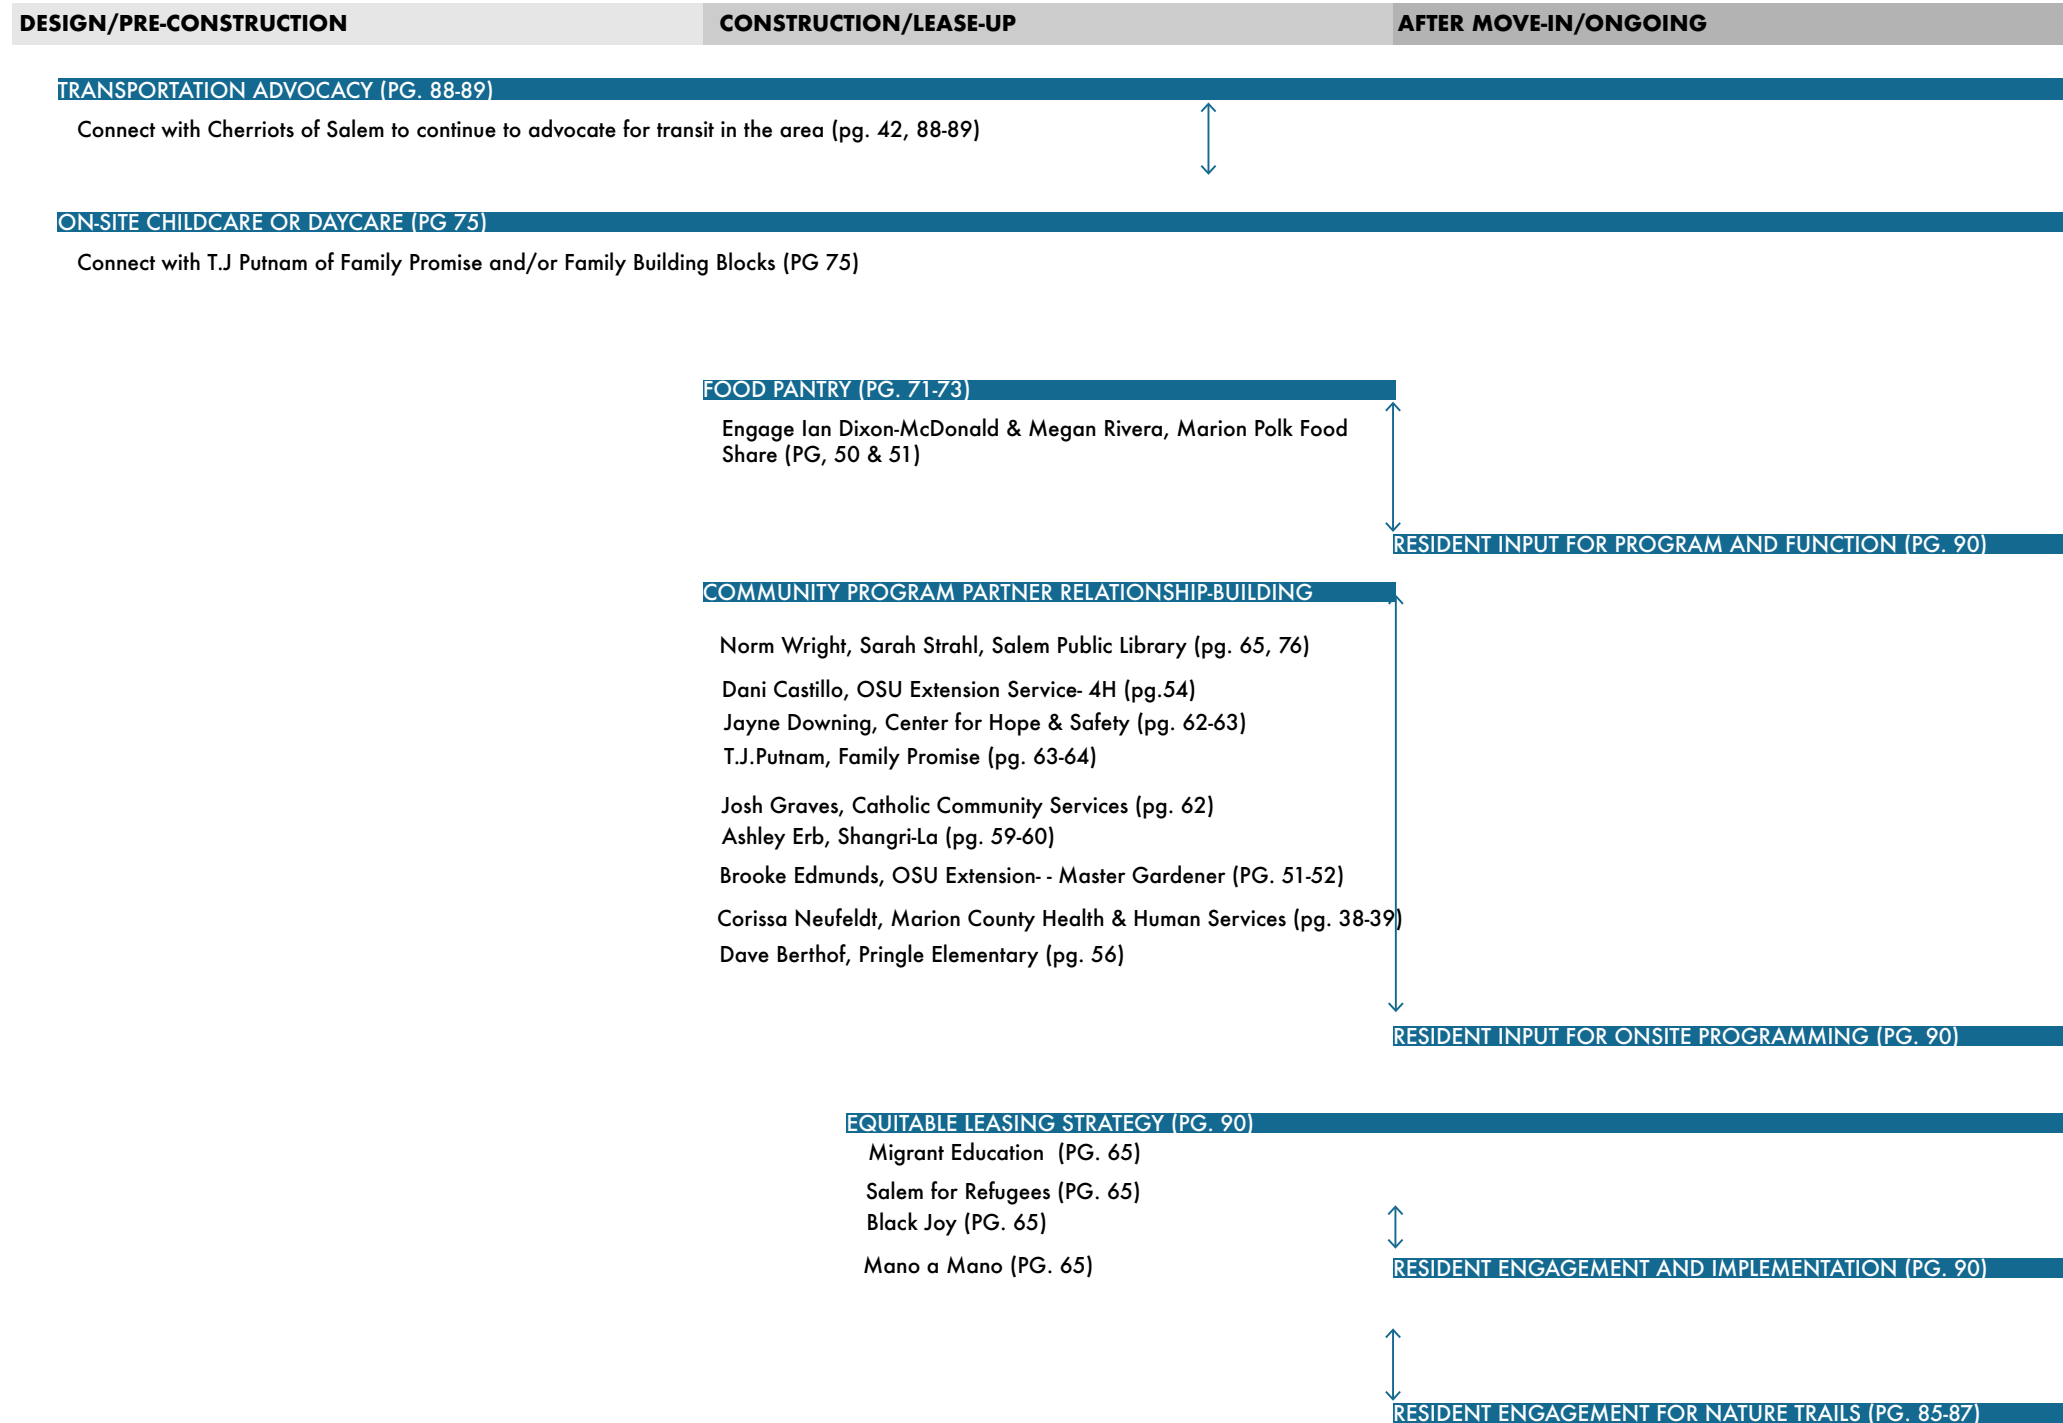 DESIGN/PRE-CONSTRUCTION
CONSTRUCTION/LEASE-UP
AFTER MOVE-IN/ONGOING
TRANSPORTATION ADVOCACY (PG. 88-89)
Connect with Cherriots of Salem to continue to advocate for transit in the area (pg. 42, 88-89)
ON-SITE CHILDCARE OR DAYCARE (PG 75)
Connect with T.J Putnam of Family Promise and/or Family Building Blocks (PG 75)
FOOD PANTRY (PG. 71-73)
Engage Ian Dixon-McDonald & Megan Rivera, Marion Polk Food
Share (PG, 50 & 51)
RESIDENT INPUT FOR PROGRAM AND FUNCTION (PG. 90)
COMMUNITY PROGRAM PARTNER RELATIONSHIP-BUILDING
Norm Wright, Sarah Strahl, Salem Public Library (pg. 65, 76)
Dani Castillo, OSU Extension Service- 4H (pg.54)
Jayne Downing, Center for Hope & Safety (pg. 62-63)
T.J.Putnam, Family Promise (pg. 63-64)
Josh Graves, Catholic Community Services (pg. 62)
Ashley Erb, Shangri-La (pg. 59-60)
Brooke Edmunds, OSU Extension- - Master Gardener (PG. 51-52)
Corissa Neufeldt, Marion County Health & Human Services (pg. 38-39)
Dave Berthof, Pringle Elementary (pg. 56)
RESIDENT INPUT FOR ONSITE PROGRAMMING (PG. 90)
EQUITABLE LEASING STRATEGY (PG. 90)
Migrant Education  (PG. 65)
Salem for Refugees (PG. 65)
Black Joy (PG. 65)
Mano a Mano (PG. 65)
RESIDENT ENGAGEMENT AND IMPLEMENTATION (PG. 90)
RESIDENT ENGAGEMENT FOR NATURE TRAILS (PG. 85-87)